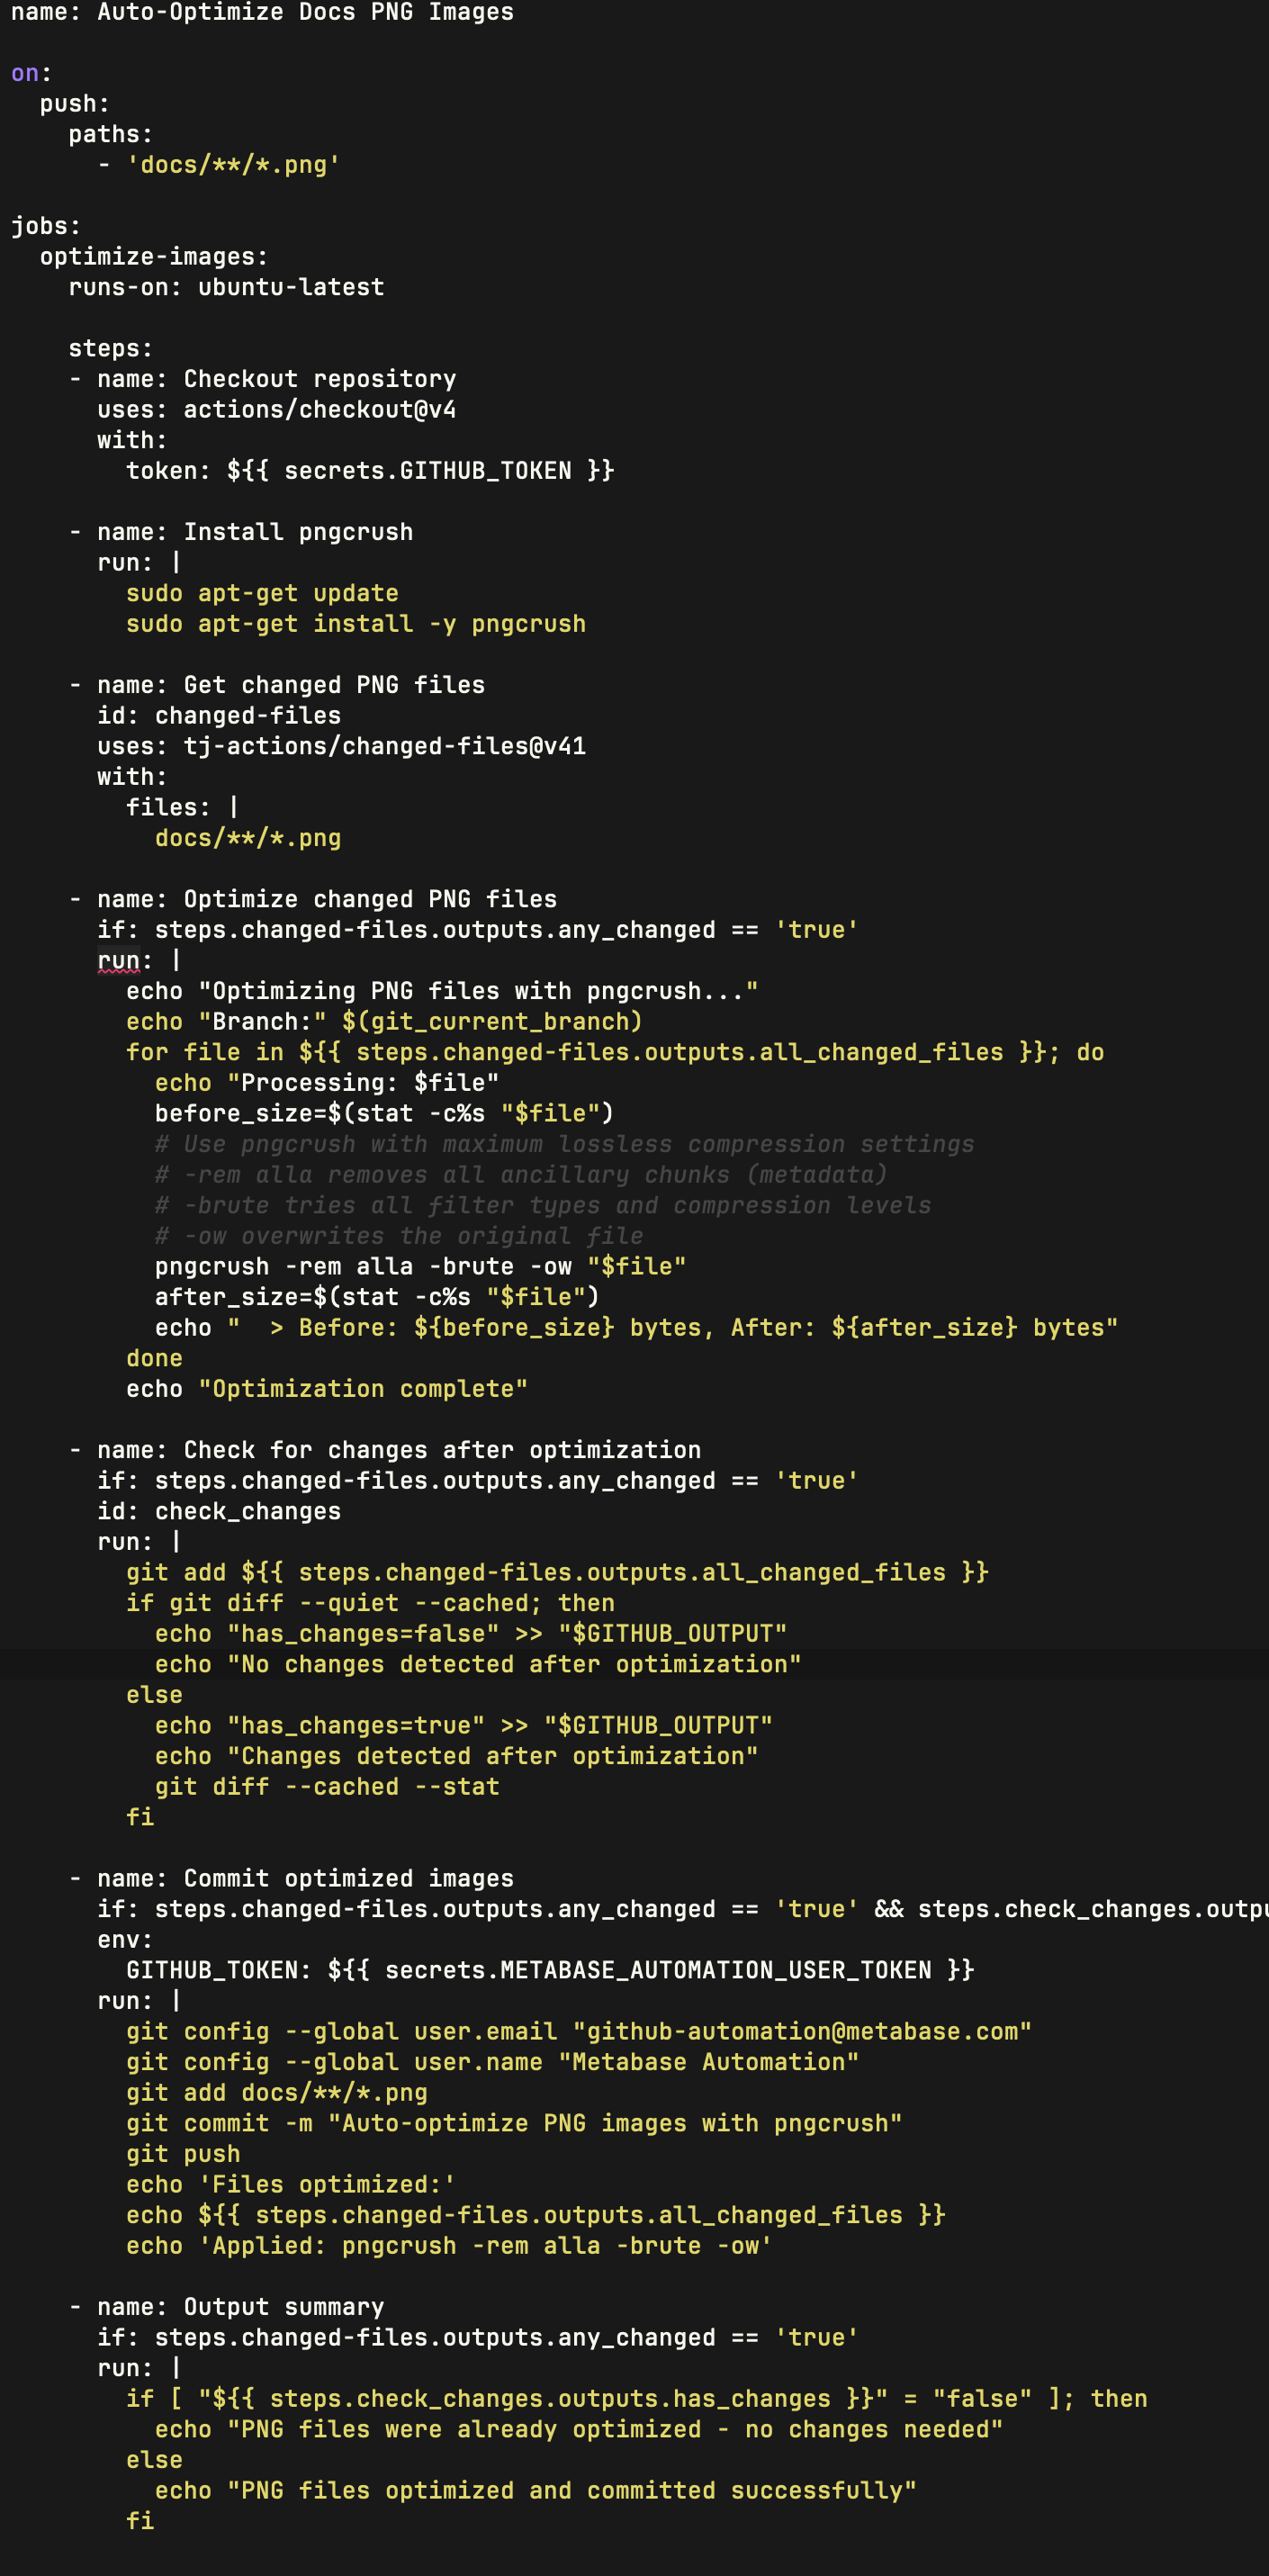 name: Auto-Optimize Docs PNG Images

on:
  push:
    paths:
      - 'docs/**/*.png'

jobs:
  optimize-images:
    runs-on: ubuntu-latest

    steps:
    - name: Checkout repository
      uses: actions/checkout@v4
      with:
        token: ${{ secrets.GITHUB_TOKEN }}

    - name: Install pngcrush
      run: |
        sudo apt-get update
        sudo apt-get install -y pngcrush

    - name: Get changed PNG files
      id: changed-files
      uses: tj-actions/changed-files@v41
      with:
        files: |
          docs/**/*.png

    - name: Optimize changed PNG files
      if: steps.changed-files.outputs.any_changed == 'true'
      run: |
        echo "Optimizing PNG files with pngcrush..."
        echo "Branch:" $(git_current_branch)
        for file in ${{ steps.changed-files.outputs.all_changed_files }}; do
          echo "Processing: $file"
          before_size=$(stat -c%s "$file")
          # Use pngcrush with maximum lossless compression settings
          # -rem alla removes all ancillary chunks (metadata)
          # -brute tries all filter types and compression levels
          # -ow overwrites the original file
          pngcrush -rem alla -brute -ow "$file"
          after_size=$(stat -c%s "$file")
          echo "  > Before: ${before_size} bytes, After: ${after_size} bytes"
        done
        echo "Optimization complete"

    - name: Check for changes after optimization
      if: steps.changed-files.outputs.any_changed == 'true'
      id: check_changes
      run: |
        git add ${{ steps.changed-files.outputs.all_changed_files }}
        if git diff --quiet --cached; then
          echo "has_changes=false" >> "$GITHUB_OUTPUT"
          echo "No changes detected after optimization"
        else
          echo "has_changes=true" >> "$GITHUB_OUTPUT"
          echo "Changes detected after optimization"
          git diff --cached --stat
        fi

    - name: Commit optimized images
      if: steps.changed-files.outputs.any_changed == 'true' && steps.check_changes.outpu
      env:
        GITHUB_TOKEN: ${{ secrets.METABASE_AUTOMATION_USER_TOKEN }}
      run: |
        git config --global user.email "github-automation@metabase.com"
        git config --global user.name "Metabase Automation"
        git add docs/**/*.png
        git commit -m "Auto-optimize PNG images with pngcrush"
        git push
        echo 'Files optimized:'
        echo ${{ steps.changed-files.outputs.all_changed_files }}
        echo 'Applied: pngcrush -rem alla -brute -ow'

    - name: Output summary
      if: steps.changed-files.outputs.any_changed == 'true'
      run: |
        if [ "${{ steps.check_changes.outputs.has_changes }}" = "false" ]; then
          echo "PNG files were already optimized - no changes needed"
        else
          echo "PNG files optimized and committed successfully"
        fi